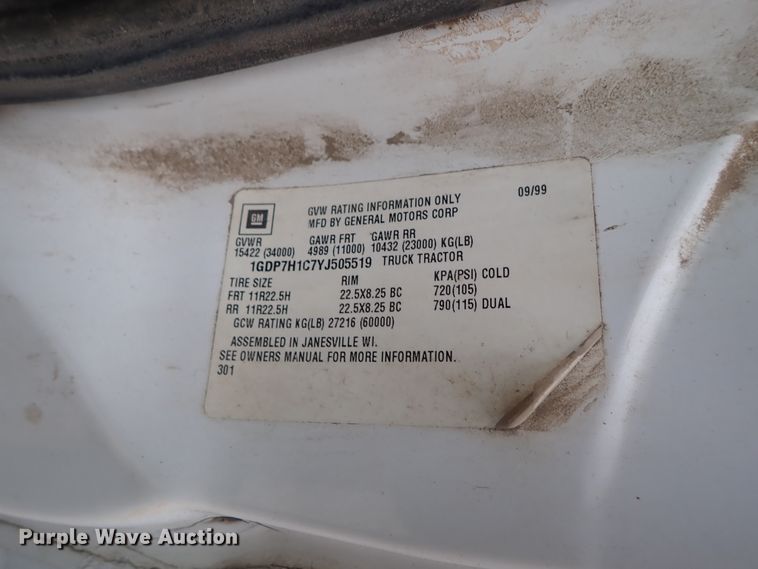 GVW RATING INFORMATION ONLY 09/99
GM MFD BY GENERAL MOTORS CORP
GVWR GAWR FRT GAWR RR
15422 (34000) 4989 (11000) 10432 (23000) KG(LB)
1GDP7H1C7YJ505519 TRUCK TRACTOR
TIRE SIZE RIM KPA(PSI) COLD
FRT 11R22.5H 22.5X8.25 BC 720(105)
RR 11R22.5H 22.5X8.25 BC 790(115) DUAL
GCW RATING KG(LB) 27216 (60000)
ASSEMBLED IN JANESVILLE WI.
SEE OWNERS MANUAL FOR MORE INFORMATION.
301
Purple Wave Auction